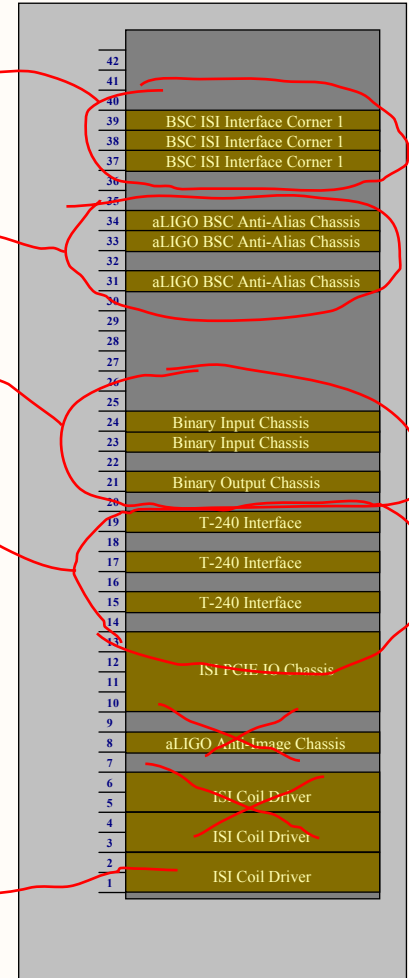 42
41
40
39 BSC ISI Interface Corner 1
38 BSC ISI Interface Corner 1
37 BSC ISI Interface Corner 1
36
35
34 aLIGO BSC Anti-Alias Chassis
33 aLIGO BSC Anti-Alias Chassis
32
31 aLIGO BSC Anti-Alias Chassis
30
29
28
27
26
25
24 Binary Input Chassis
23 Binary Input Chassis
22
21 Binary Output Chassis
20
19 T-240 Interface
18
17 T-240 Interface
16
15 T-240 Interface
14
13
12 ISI PCIE IO Chassis
11
10
9
8 aLIGO Anti-Image Chassis
7
6
ISI Coil Driver
5
4
ISI Coil Driver
3
2
ISI Coil Driver
1